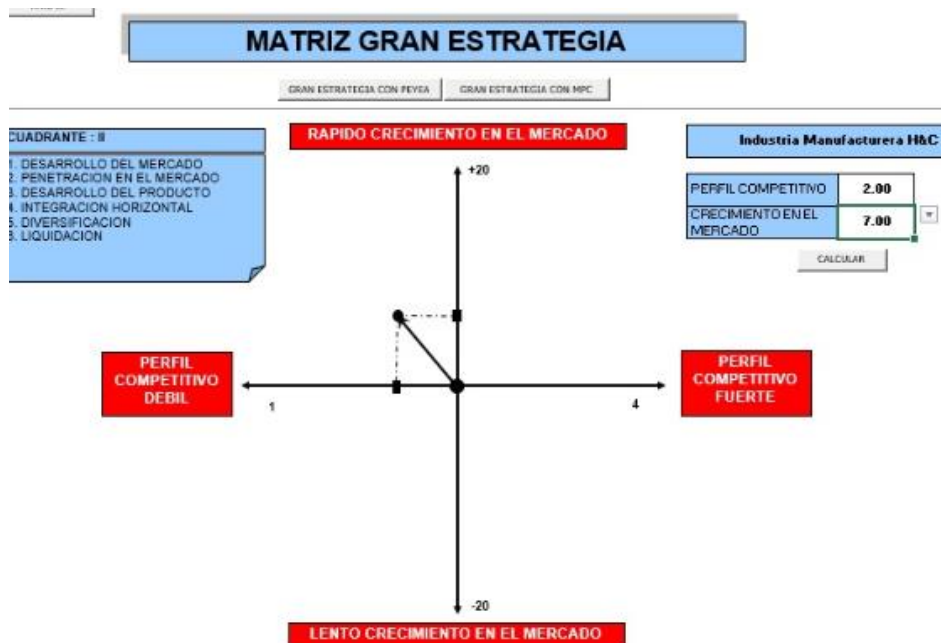 MATRIZ GRAN ESTRATEGIA
GRAN ESTRATEGIA CON PEYEA
GRAN ESTRATEGIA CON MPC
CUADRANTE : II
1. DESARROLLO DEL MERCADO
2. PENETRACION EN EL MERCADO
3. DESARROLLO DEL PRODUCTO
4. INTEGRACION HORIZONTAL
5. DIVERSIFICACION
6. LIQUIDACION
RAPIDO CRECIMIENTO EN EL MERCADO
Industria Manufacturera H&C
PERFIL COMPETITIVO 2.00
CRECIMIENTO EN EL
MERCADO
7.00
CALCULAR
+20
PERFIL
COMPETITIVO
DEBIL
1
4
PERFIL
COMPETITIVO
FUERTE
-20
LENTO CRECIMIENTO EN EL MERCADO